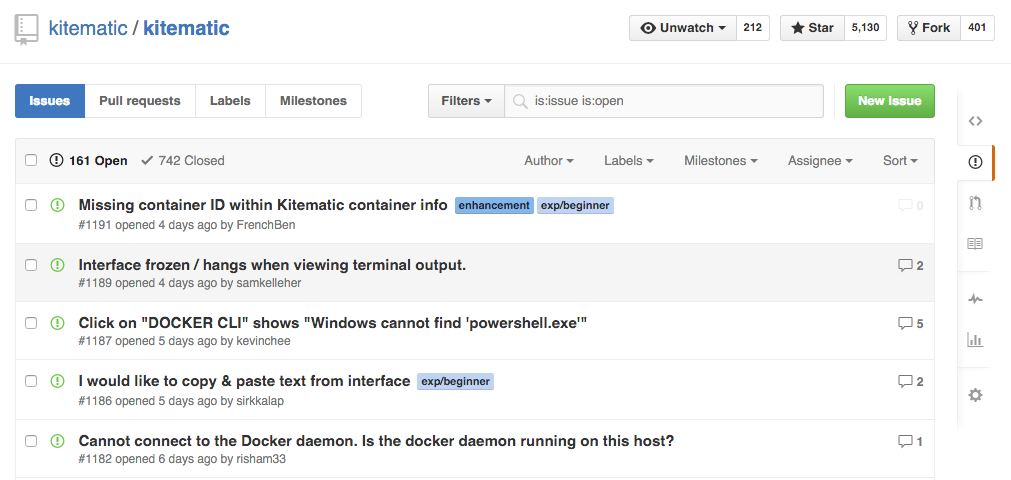 kitematic / kitematic
Unwatch 212 Star 5,130 Fork 401
Issues Pull requests Labels Milestones Filters is:issue is:open New Issue
161 Open 742 Closed Author Labels Milestones Assignee Sort
Missing container ID within Kitematic container info enhancement exp/beginner 0
#1191 opened 4 days ago by FrenchBen
Interface frozen / hangs when viewing terminal output. 2
#1189 opened 4 days ago by samkelleher
Click on "DOCKER CLI" shows "Windows cannot find 'powershell.exe'" 5
#1187 opened 5 days ago by kevinchee
I would like to copy & paste text from interface exp/beginner 2
#1186 opened 5 days ago by sirkkalap
Cannot connect to the Docker daemon. Is the docker daemon running on this host? 1
#1182 opened 6 days ago by risham33